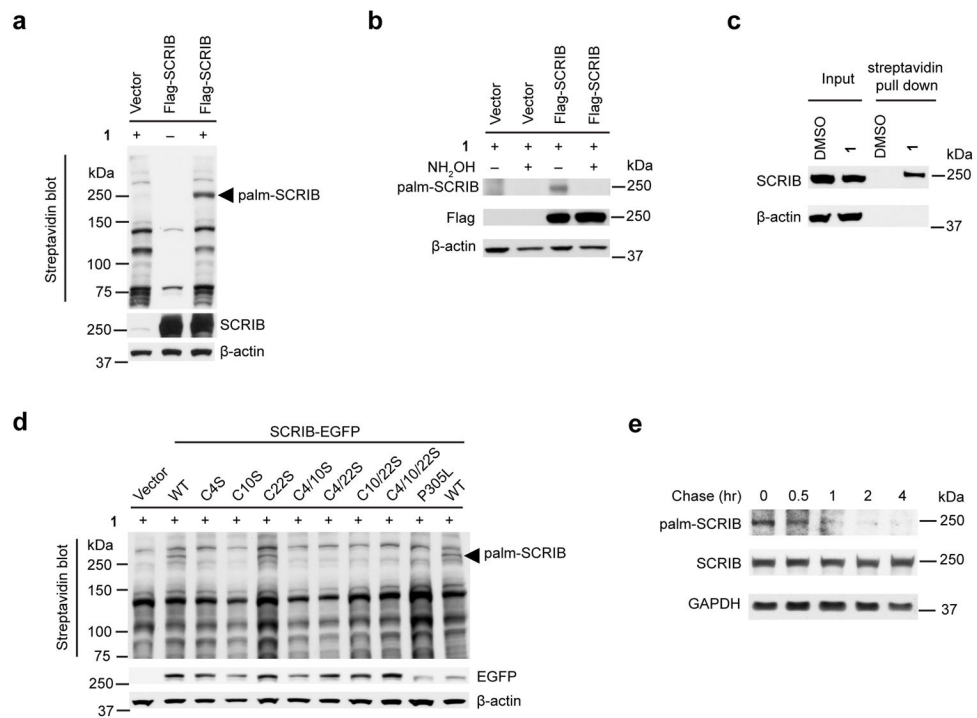 a
Vector
Flag-SCRIB
Flag-SCRIB
1 + – +
kDa
250
150
100
75
250
37
Streptavidin blot
palm-SCRIB
SCRIB
β-actin
b
Vector
Vector
Flag-SCRIB
Flag-SCRIB
1 + + + +
NH2OH – + – + kDa
palm-SCRIB 250
Flag 250
β-actin 37
c
Input streptavidin pull down
DMSO
1
DMSO
1
kDa
SCRIB 250
β-actin
37
d
SCRIB-EGFP
Vector
WT
C4S
C10S
C22S
C4/10S
C4/22S
C10/22S
C4/10/22S
P305L
WT
1 + + + + + + + + + + +
kDa
250
150
100
75
250
37
Streptavidin blot
palm-SCRIB
EGFP
β-actin
e
Chase (hr) 0 0.5 1 2 4 kDa
palm-SCRIB 250
SCRIB 250
GAPDH 37